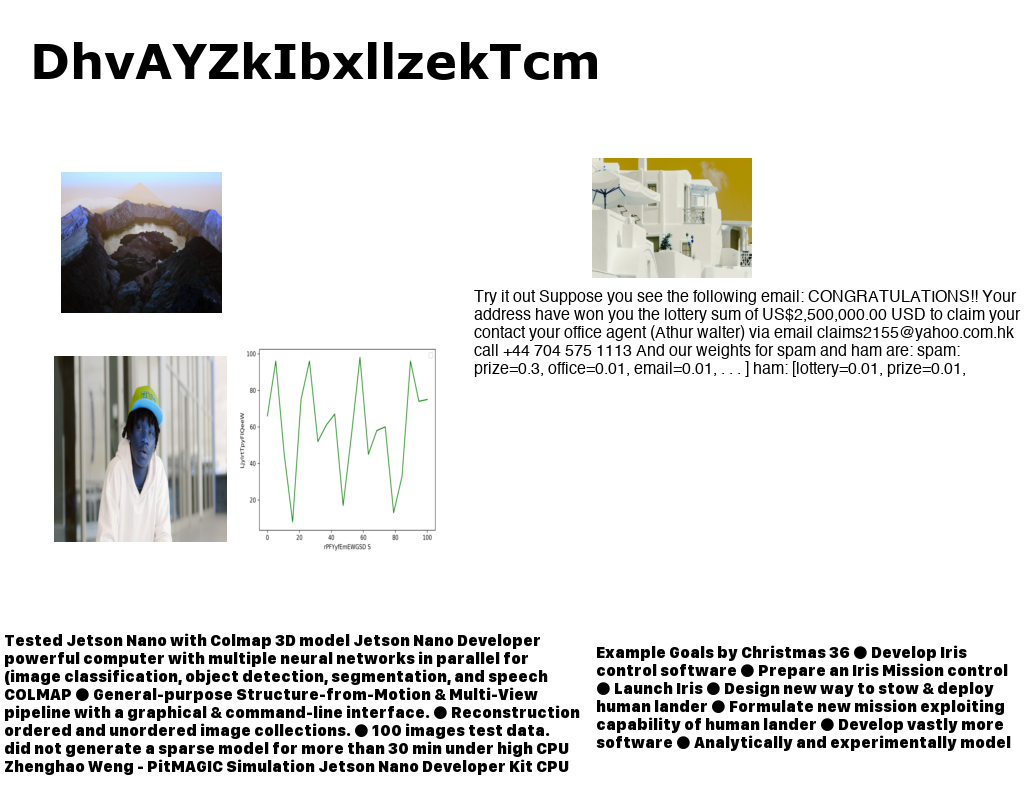 DhvAYZkIbxllzekTcm
Try it out Suppose you see the following email: CONGRATULATIONS!! Your
address have won you the lottery sum of US$2,500,000.00 USD to claim your
contact your office agent (Athur walter) via email claims2155@yahoo.com.hk
call +44 704 575 1113 And our weights for spam and ham are: spam:
prize=0.3, office=0.01, email=0.01, . . . ] ham: [lottery=0.01, prize=0.01,
100
80
60
40
20
0 20 40 60 80 100
Tested Jetson Nano with Colmap 3D model Jetson Nano Developer
powerful computer with multiple neural networks in parallel for
(image classification, object detection, segmentation, and speech
COLMAP ● General-purpose Structure-from-Motion & Multi-View
pipeline with a graphical & command-line interface. ● Reconstruction
ordered and unordered image collections. ● 100 images test data.
did not generate a sparse model for more than 30 min under high CPU
Zhenghao Weng - PitMAGIC Simulation Jetson Nano Developer Kit CPU
Example Goals by Christmas 36 ● Develop Iris
control software ● Prepare an Iris Mission control
● Launch Iris ● Design new way to stow & deploy
human lander ● Formulate new mission exploiting
capability of human lander ● Develop vastly more
software ● Analytically and experimentally model